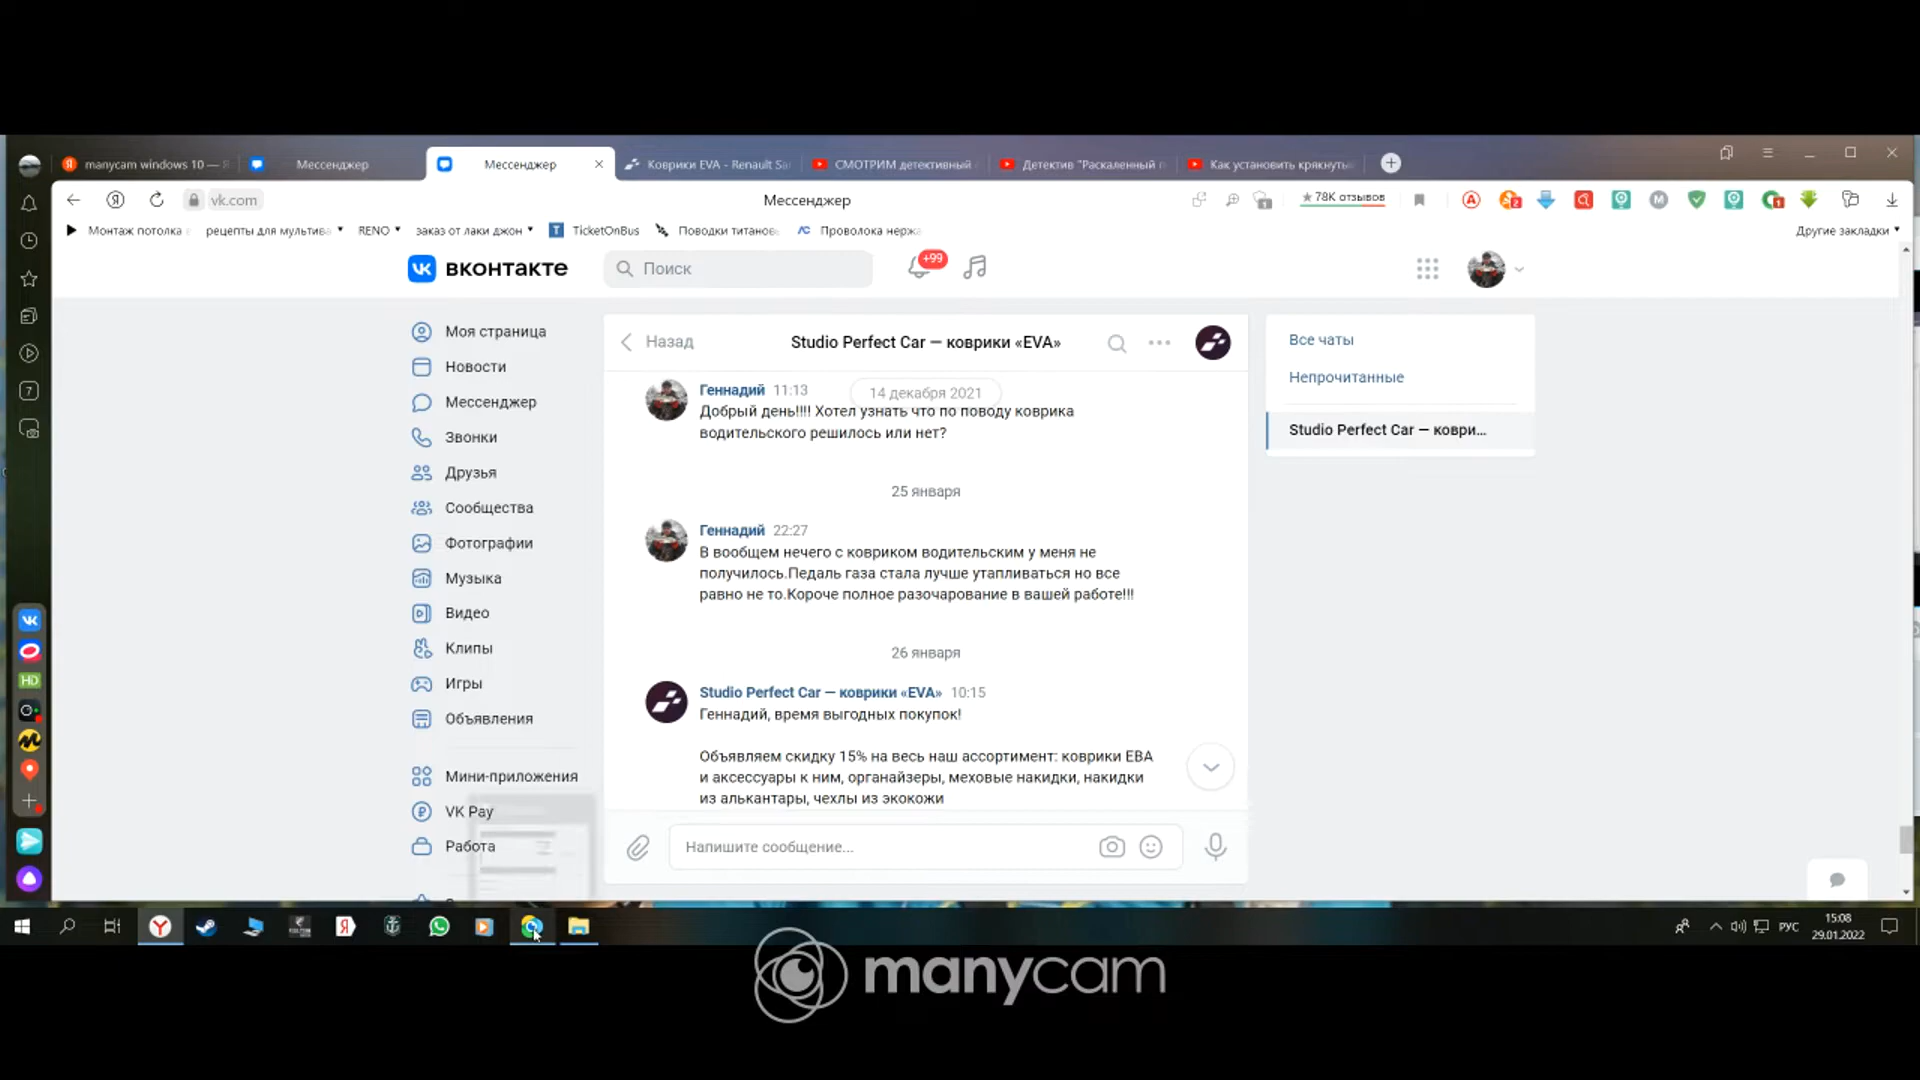 manycam windows 10 — Я
Мессенджер
Мессенджер
Коврики EVA - Renault Sa
СМОТРИМ детективный
Детектив "Раскаленный п
Как установить крякнуть
vk.com
Мессенджер
★ 78K отзывов
Монтаж потолка
рецепты для мультива
RENO
заказ от лаки джон
TicketOnBus
Поводки титанов
Проволока нержа
Другие закладки
вконтакте
Поиск
+99
Моя страница
Новости
Мессенджер
Звонки
Друзья
Сообщества
Фотографии
Музыка
Видео
Клипы
Игры
Объявления
Мини-приложения
VK Pay
Работа
Назад
Studio Perfect Car — коврики «EVA»
14 декабря 2021
Геннадий 11:13
Добрый день!!!! Хотел узнать что по поводу коврика
водительского решилось или нет?
25 января
Геннадий 22:27
В вообщем нечего с ковриком водительским у меня не
получилось.Педаль газа стала лучше утапливаться но все
равно не то.Короче полное разочарование в вашей работе!!!
26 января
Studio Perfect Car — коврики «EVA» 10:15
Геннадий, время выгодных покупок!
Объявляем скидку 15% на весь наш ассортимент: коврики ЕВА
и аксессуары к ним, органайзеры, меховые накидки, накидки
из алькантары, чехлы из экокожи
Напишите сообщение...
Все чаты
Непрочитанные
Studio Perfect Car — коври...
HD
РУС
15:08
29.01.2022
manycam